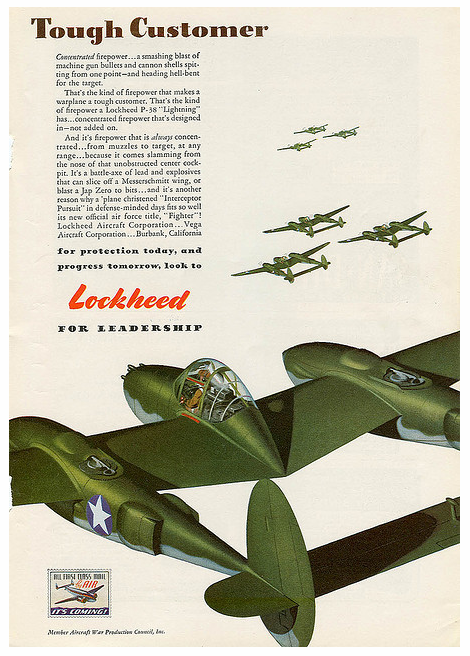 Tough Customer
Concentrated firepower...a smashing blast of
machine gun bullets and cannon shells spit-
ting from one point—and heading hell-bent
for the target.
That's the kind of firepower that makes a
warplane a tough customer. That's the kind
of firepower a Lockheed P-38 "Lightning"
has...concentrated firepower that's designed
in—not added on.
And it's firepower that is always concen-
trated...from muzzles to target, at any
range...because it comes slamming from
the nose of that unobstructed center cock-
pit. It's a battle-axe of lead and explosives
that can slice off a Messerschmitt wing, or
blast a Jap Zero to bits...and it's another
reason why a 'plane christened "Interceptor
Pursuit" in defense-minded days fits so well
its new official air force title, "Fighter"!
Lockheed Aircraft Corporation...Vega
Aircraft Corporation...Burbank, California
for protection today, and
progress tomorrow, look to
Lockheed
FOR LEADERSHIP
ALL FIRST CLASS MAIL
by AIR
IT'S COMING!
Member Aircraft War Production Council, Inc.